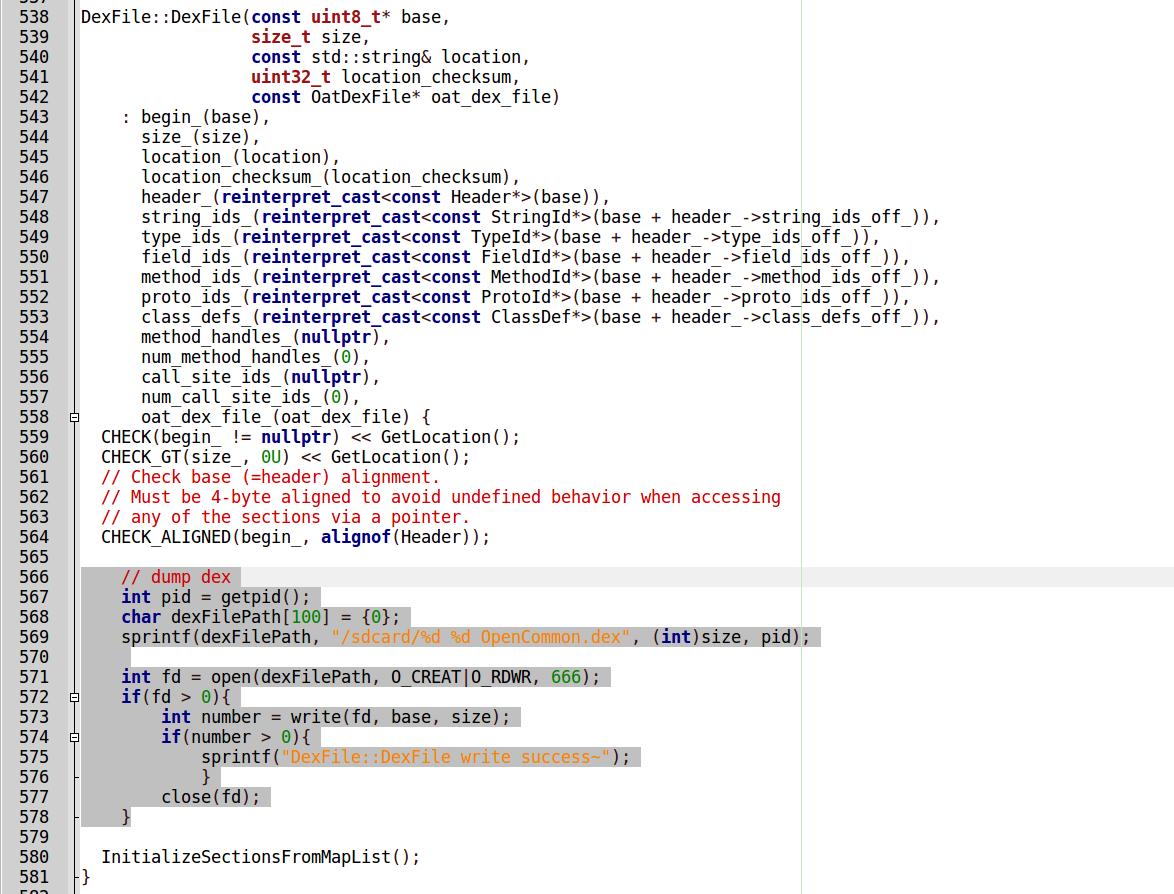 538 DexFile::DexFile(const uint8_t* base,
539                  size_t size,
540                  const std::string& location,
541                  uint32_t location_checksum,
542                  const OatDexFile* oat_dex_file)
543     : begin_(base),
544       size_(size),
545       location_(location),
546       location_checksum_(location_checksum),
547       header_(reinterpret_cast<const Header*>(base)),
548       string_ids_(reinterpret_cast<const StringId*>(base + header_->string_ids_off_)),
549       type_ids_(reinterpret_cast<const TypeId*>(base + header_->type_ids_off_)),
550       field_ids_(reinterpret_cast<const FieldId*>(base + header_->field_ids_off_)),
551       method_ids_(reinterpret_cast<const MethodId*>(base + header_->method_ids_off_)),
552       proto_ids_(reinterpret_cast<const ProtoId*>(base + header_->proto_ids_off_)),
553       class_defs_(reinterpret_cast<const ClassDef*>(base + header_->class_defs_off_)),
554       method_handles_(nullptr),
555       num_method_handles_(0),
556       call_site_ids_(nullptr),
557       num_call_site_ids_(0),
558       oat_dex_file_(oat_dex_file) {
559   CHECK(begin_ != nullptr) << GetLocation();
560   CHECK_GT(size_, 0U) << GetLocation();
561   // Check base (=header) alignment.
562   // Must be 4-byte aligned to avoid undefined behavior when accessing
563   // any of the sections via a pointer.
564   CHECK_ALIGNED(begin_, alignof(Header));
565
566     // dump dex
567     int pid = getpid();
568     char dexFilePath[100] = {0};
569     sprintf(dexFilePath, "/sdcard/%d %d OpenCommon.dex", (int)size, pid);
570
571     int fd = open(dexFilePath, O_CREAT|O_RDWR, 666);
572     if(fd > 0){
573         int number = write(fd, base, size);
574         if(number > 0){
575             sprintf("DexFile::DexFile write success~");
576             }
577         close(fd);
578     }
579
580   InitializeSectionsFromMapList();
581 }